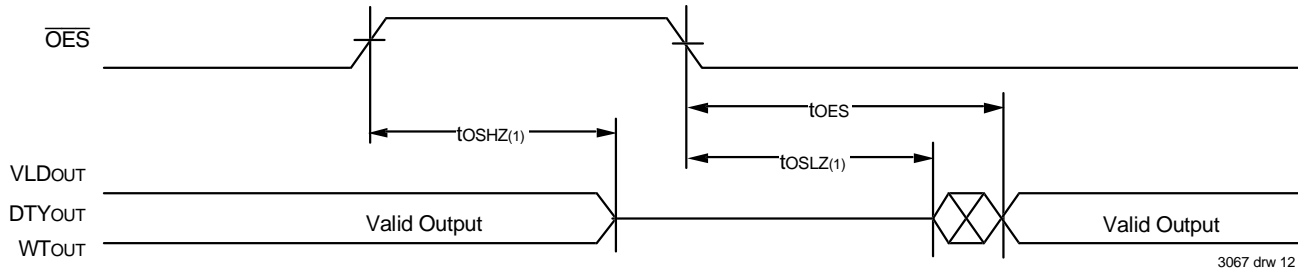 OES
tOES
tOSHZ(1)
tOSLZ(1)
VLDOUT
DTYOUT
WTOUT
Valid Output
Valid Output
3067 drw 12